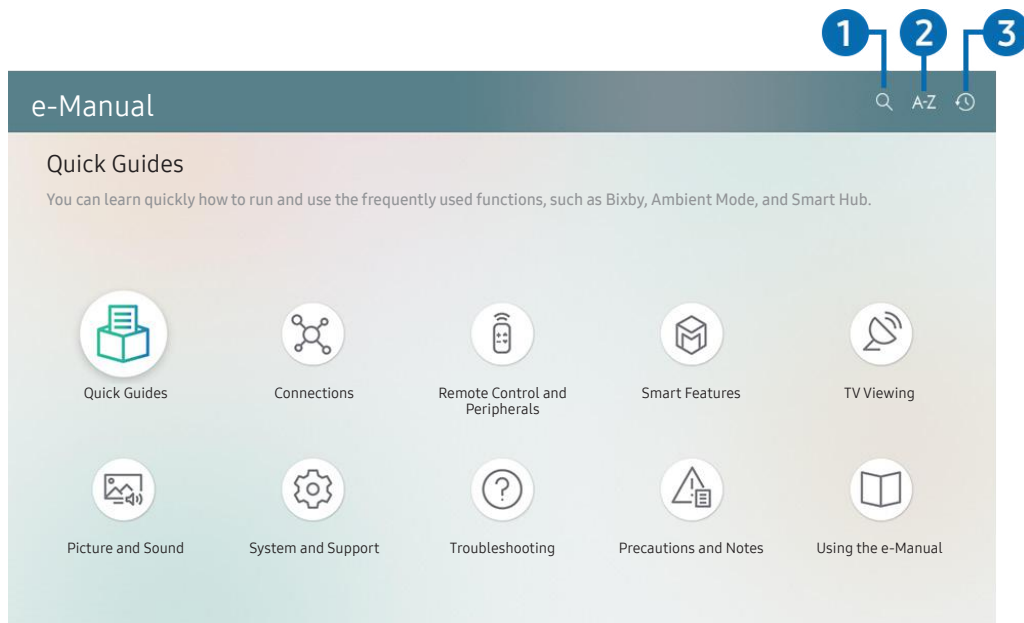 1 2 3
e-Manual
A-Z
Quick Guides
You can learn quickly how to run and use the frequently used functions, such as Bixby, Ambient Mode, and Smart Hub.
Quick Guides
Connections
Remote Control and
Peripherals
Smart Features
TV Viewing
Picture and Sound
System and Support
Troubleshooting
Precautions and Notes
Using the e-Manual